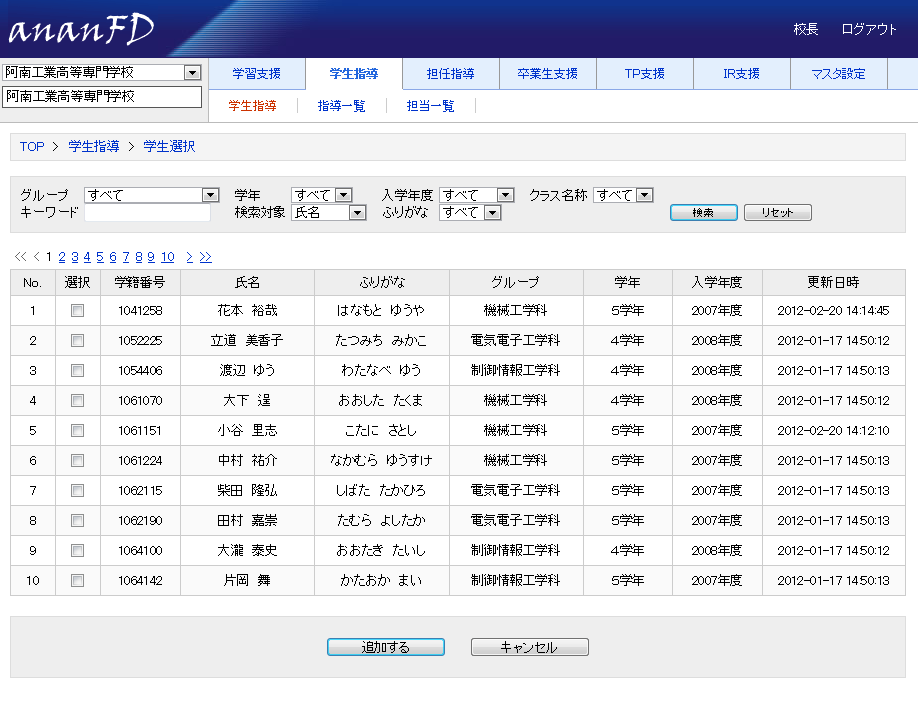 ananFD
校長 ログアウト
阿南工業高等専門学校
阿南工業高等専門学校
学習支援 学生指導 担任指導 卒業生支援 TP支援 IR支援 マスタ設定
学生指導 指導一覧 担当一覧
TOP > 学生指導 > 学生選択
グループ すべて 学年 すべて 入学年度 すべて クラス名称 すべて
キーワード 検索対象 氏名 ふりがな すべて 検索 リセット
<< < 1 2 3 4 5 6 7 8 9 10 > >>
No. 選択 学籍番号 氏名 ふりがな グループ 学年 入学年度 更新日時
1 1041258 花本 裕哉 はなもと ゆうや 機械工学科 5学年 2007年度 2012-02-20 14:14:45
2 1052225 立道 美香子 たつみち みかこ 電気電子工学科 4学年 2008年度 2012-01-17 14:50:12
3 1054406 渡辺 ゆう わたなべ ゆう 制御情報工学科 4学年 2008年度 2012-01-17 14:50:13
4 1061070 大下 おおした たくま 機械工学科 4学年 2008年度 2012-01-17 14:50:12
5 1061151 小谷 里志 こたに さとし 機械工学科 5学年 2007年度 2012-02-20 14:12:10
6 1061224 中村 祐介 なかむら ゆうすけ 機械工学科 5学年 2007年度 2012-01-17 14:50:13
7 1062115 柴田 隆弘 しばた たかひろ 電気電子工学科 5学年 2007年度 2012-01-17 14:50:13
8 1062190 田村 嘉崇 たむら よしたか 電気電子工学科 5学年 2007年度 2012-01-17 14:50:13
9 1064100 大瀧 泰史 おおたき たいし 制御情報工学科 4学年 2008年度 2012-01-17 14:50:12
10 1064142 片岡 舞 かたおか まい 制御情報工学科 5学年 2007年度 2012-01-17 14:50:13
追加する キャンセル